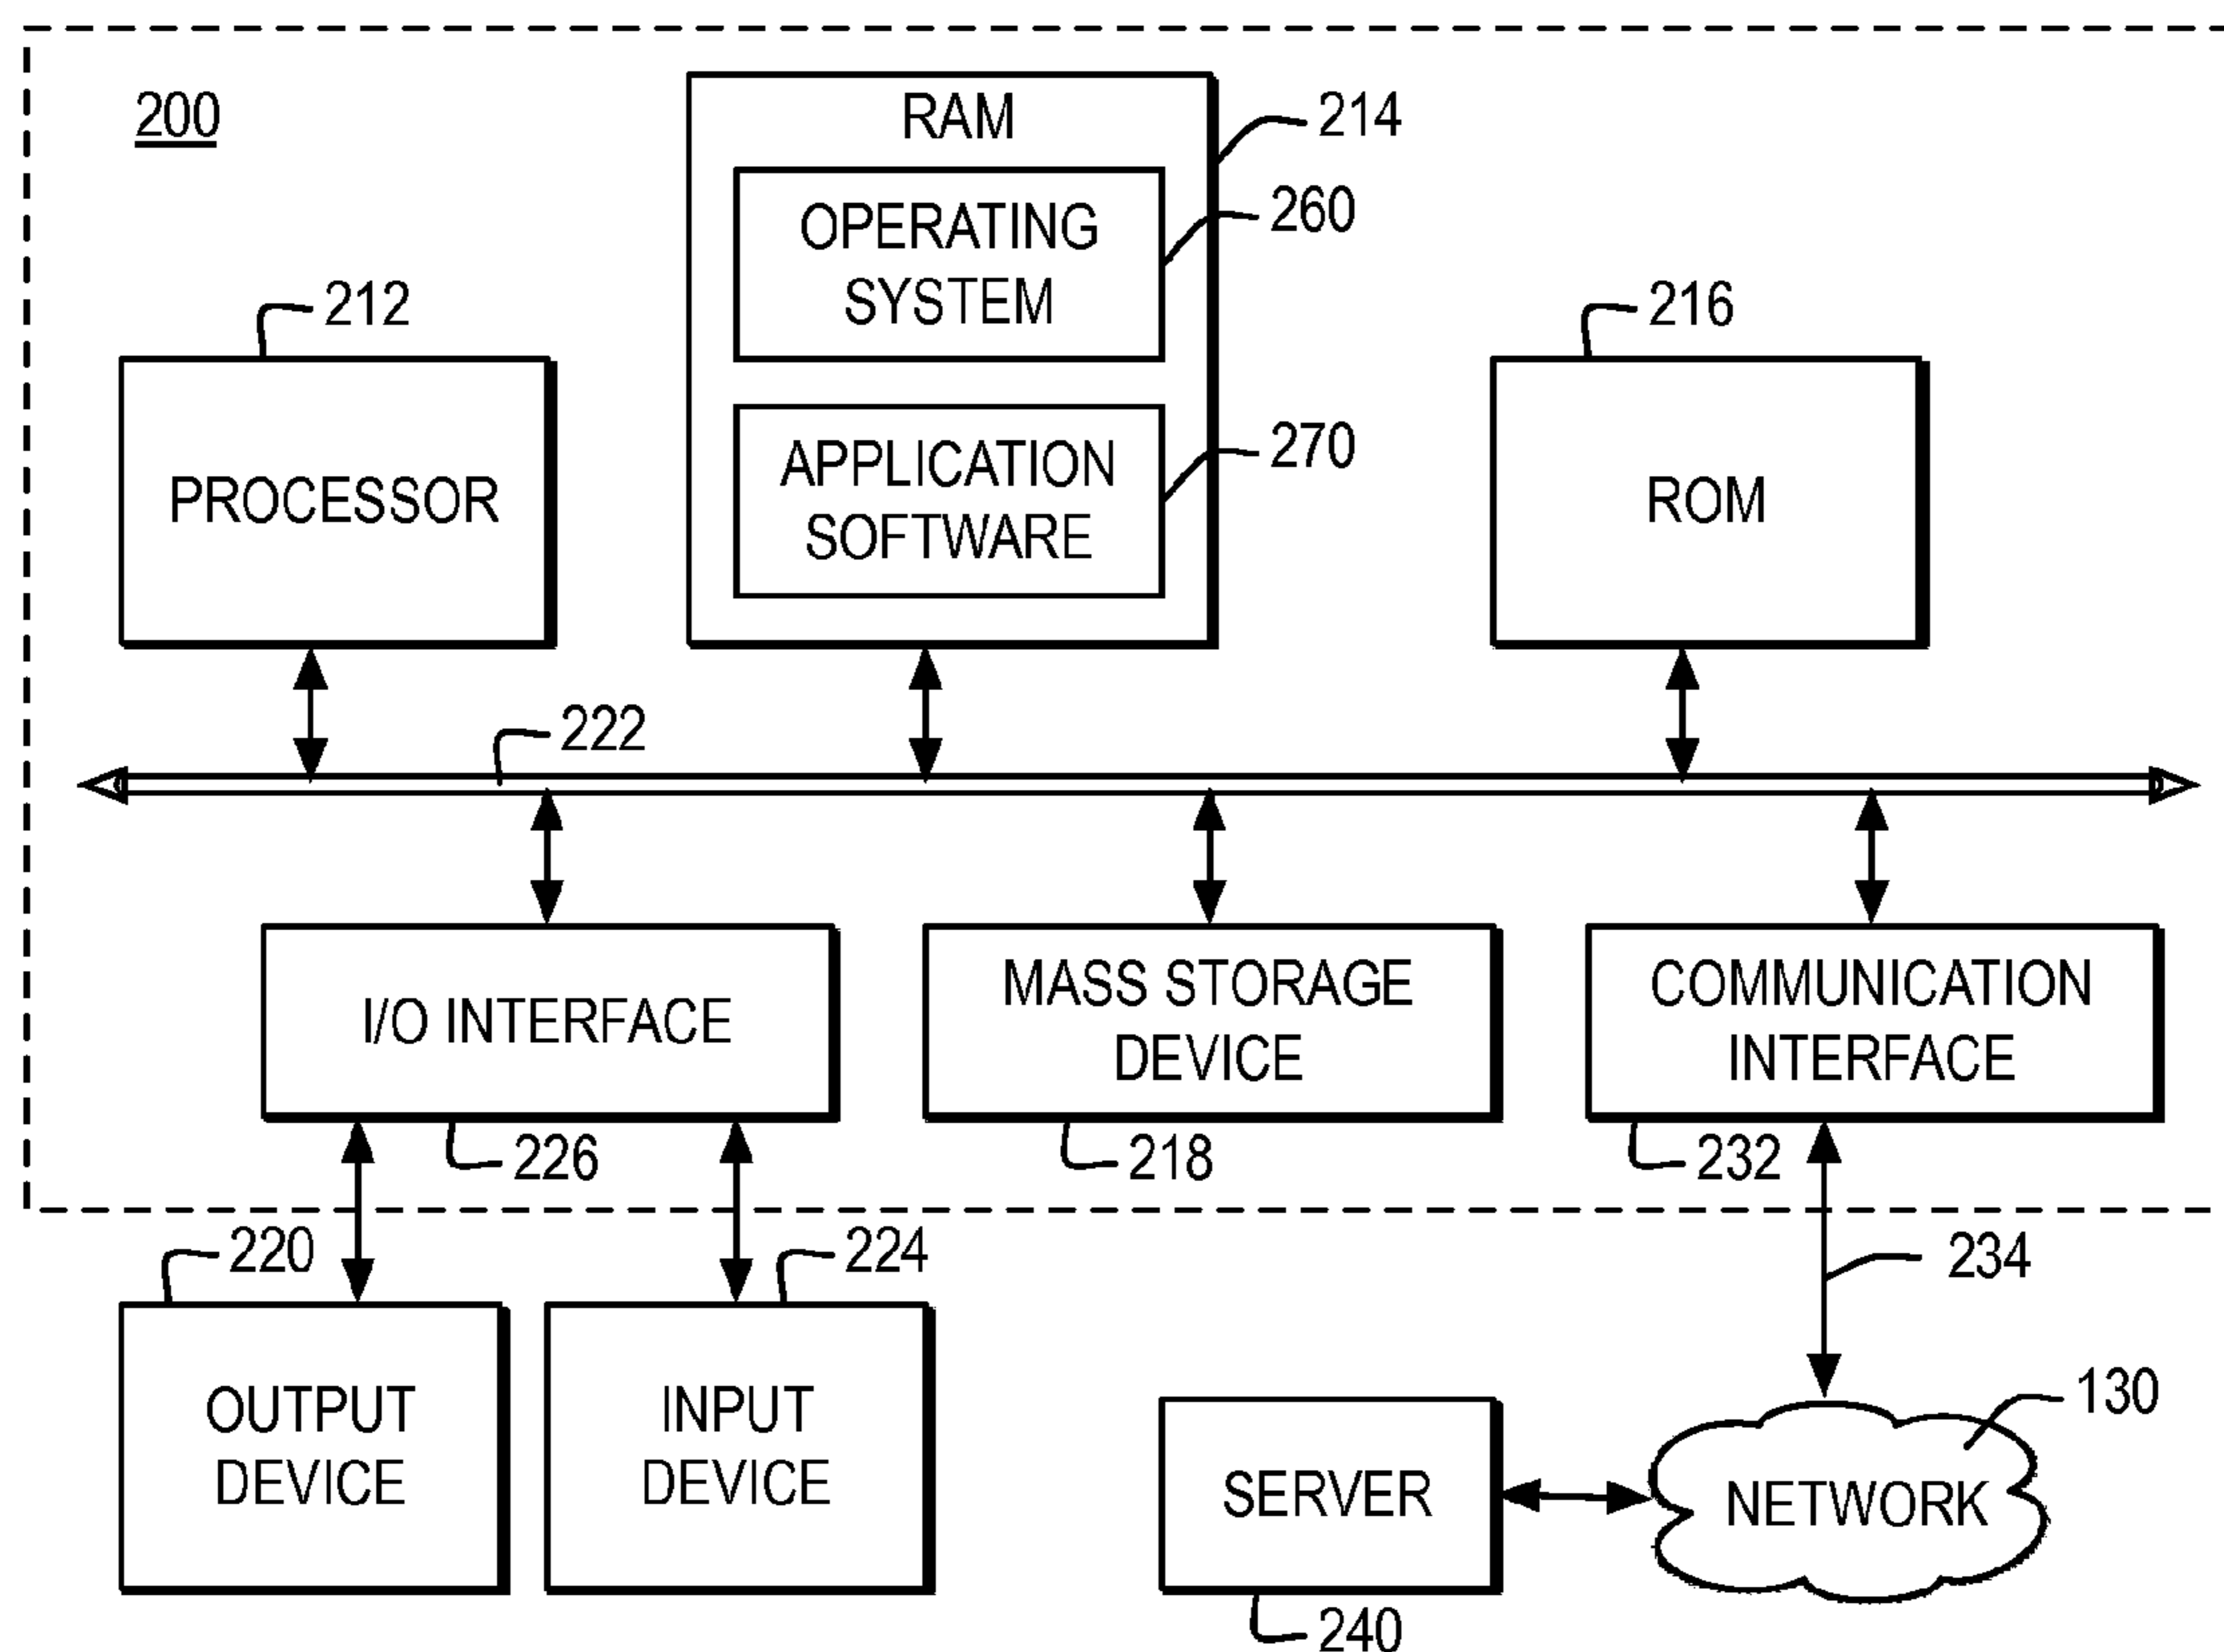 200
RAM
214
OPERATING
SYSTEM
260
212
216
APPLICATION
SOFTWARE
270
PROCESSOR
ROM
222
I/O INTERFACE
MASS STORAGE
DEVICE
COMMUNICATION
INTERFACE
226
218
232
220
224
234
OUTPUT
DEVICE
INPUT
DEVICE
130
SERVER
NETWORK
240